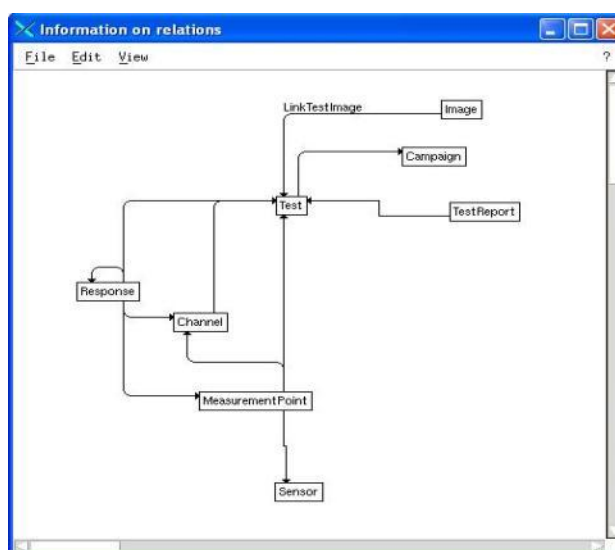 Information on relations
File Edit View ?
LinkTestImage
Image
Campaign
Test
TestReport
Response
Channel
MeasurementPoint
Sensor